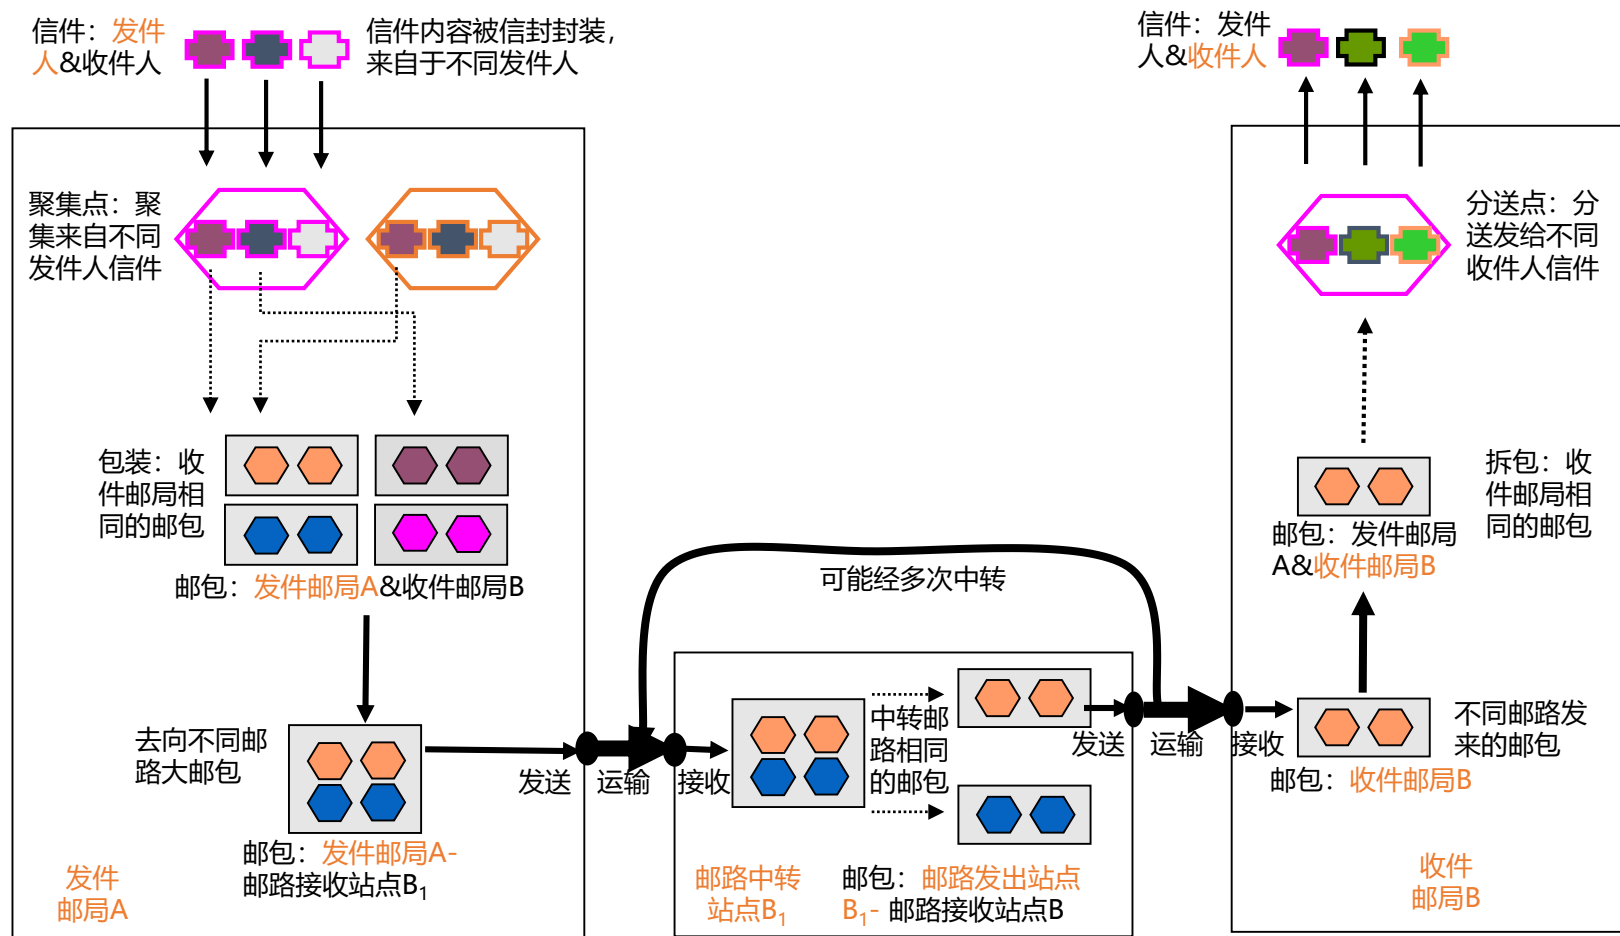 信件：发件
人&收件人
信件内容被信封封装，
来自于不同发件人
信件：发件
人&收件人
聚集点：聚
集来自不同
发件人信件
分送点：分
送发给不同
收件人信件
包装：收
件邮局相
同的邮包
邮包：发件邮局A&收件邮局B
拆包：收
件邮局相
同的邮包
邮包：发件邮局
A&收件邮局B
可能经多次中转
去向不同邮
路大邮包
发送
运输
接收
中转邮
路相同
的邮包
发送
运输
接收
不同邮路发
来的邮包
邮包：收件邮局B
邮包：发件邮局A-
邮路接收站点B₁
发件
邮局A
邮路中转
站点B₁
邮包：邮路发出站点
B₁- 邮路接收站点B
收件
邮局B